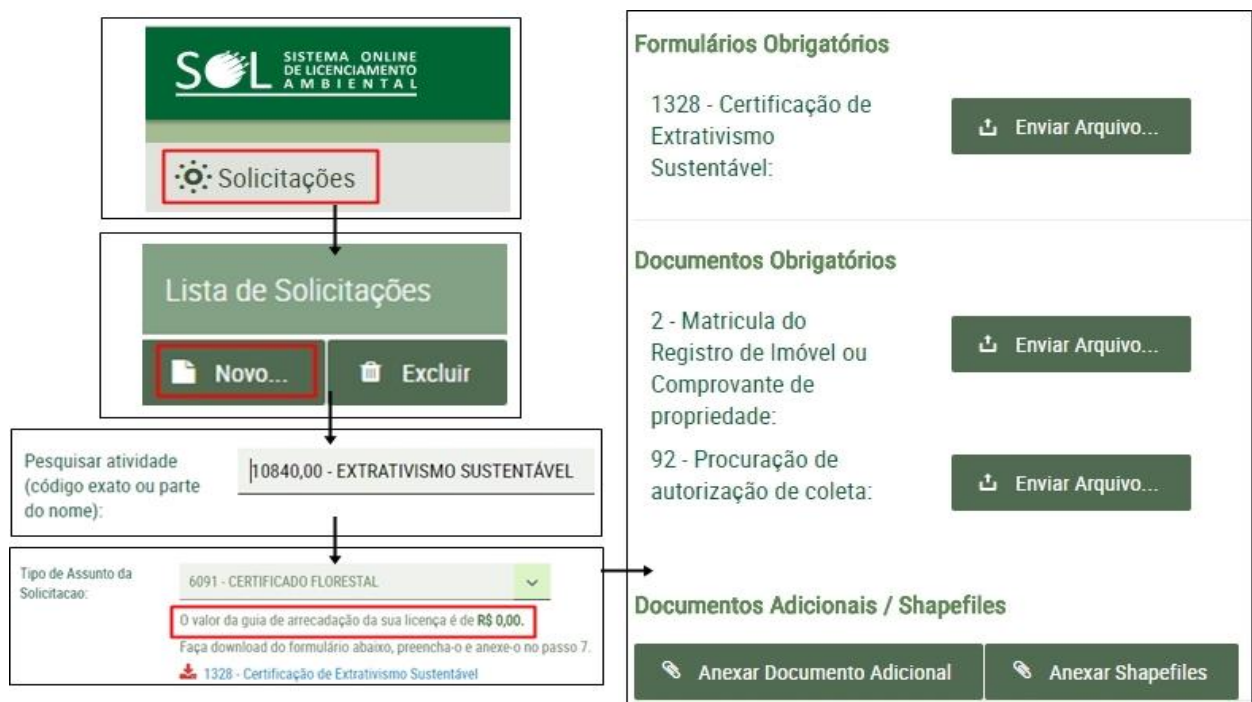 SOL SISTEMA ONLINE
DE LICENCIAMENTO
AMBIENTAL
Solicitações
Lista de Solicitações
Novo... Excluir
Pesquisar atividade
(código exato ou parte
do nome):
10840,00 - EXTRATIVISMO SUSTENTÁVEL
Tipo de Assunto da
Solicitacao:
6091 - CERTIFICADO FLORESTAL
O valor da guia de arrecadação da sua licença é de R$ 0,00.
Faça download do formulário abaixo, preencha-o e anexe-o no passo 7.
1328 - Certificação de Extrativismo Sustentável
Formulários Obrigatórios
1328 - Certificação de
Extrativismo
Sustentável:
Enviar Arquivo...
Documentos Obrigatórios
2 - Matricula do
Registro de Imóvel ou
Comprovante de
propriedade:
Enviar Arquivo...
92 - Procuração de
autorização de coleta:
Enviar Arquivo...
Documentos Adicionais / Shapefiles
Anexar Documento Adicional
Anexar Shapefiles